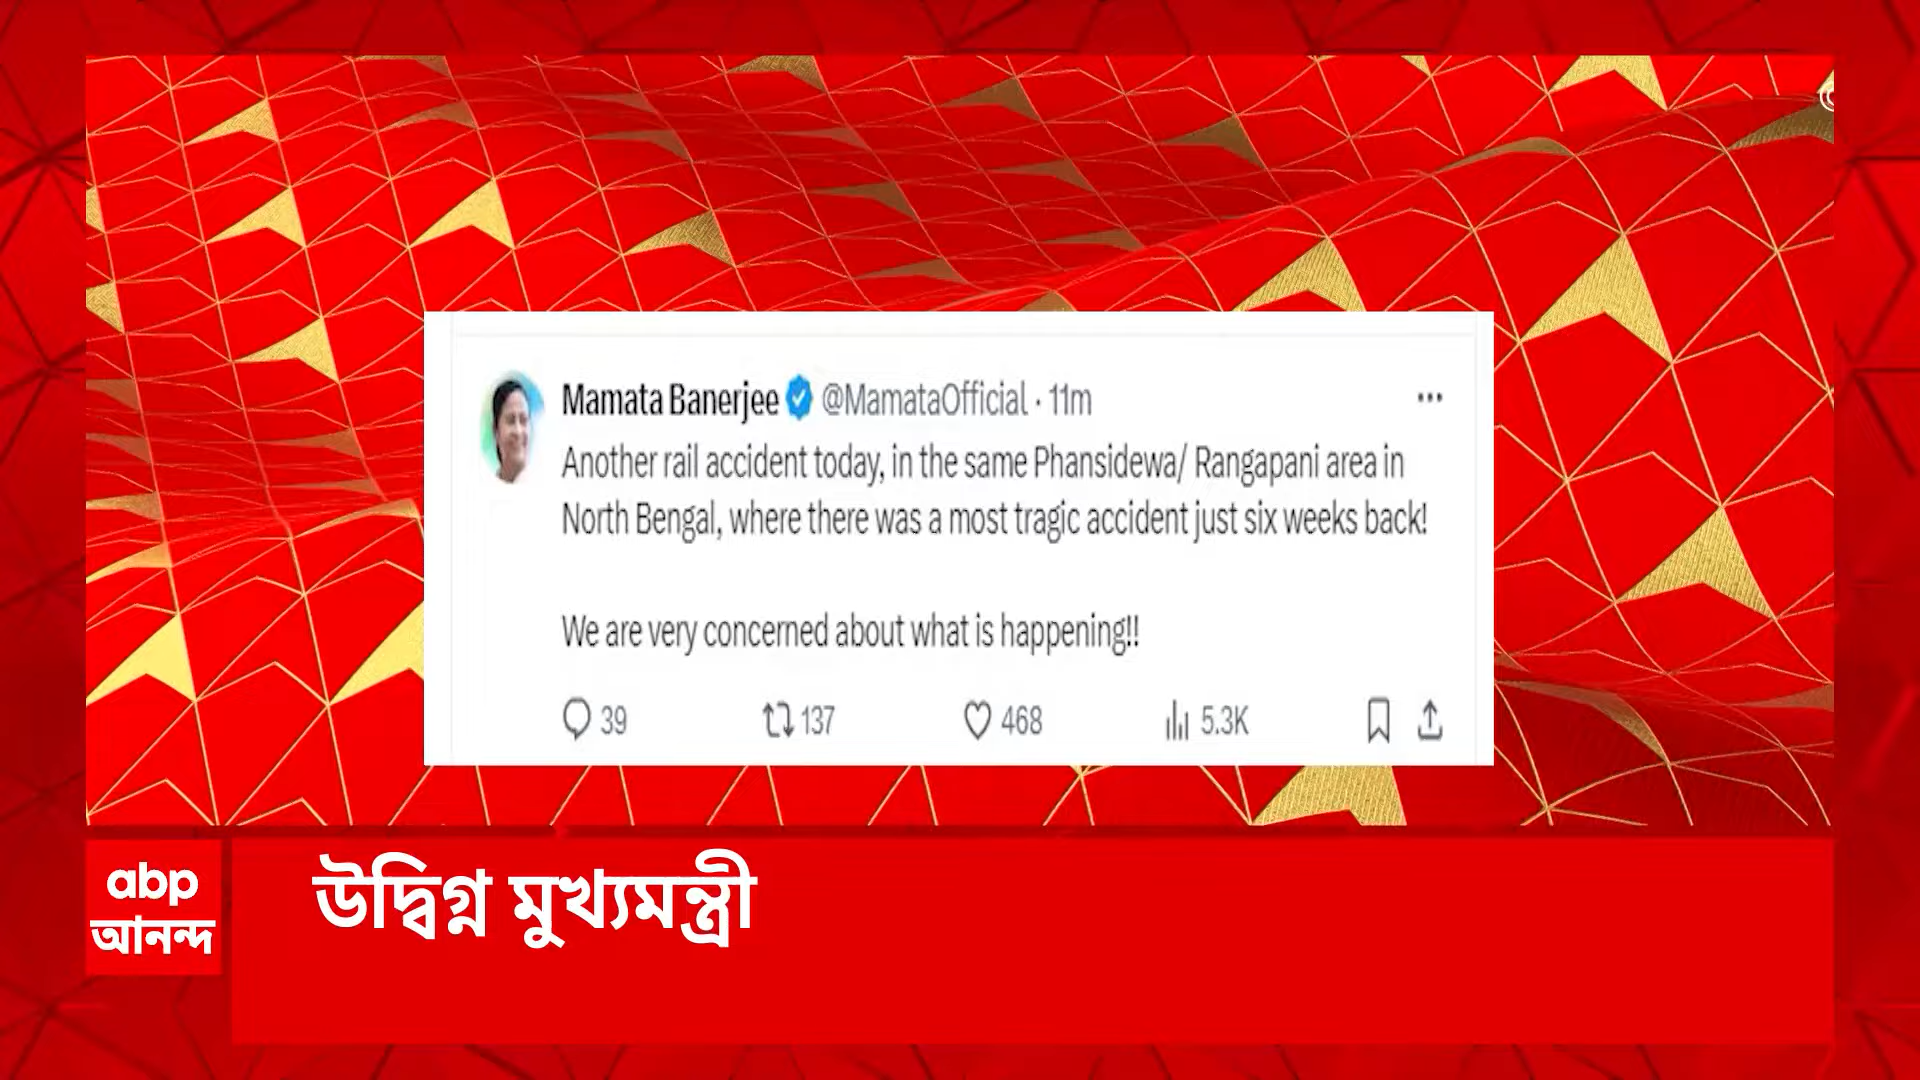 Mamata Banerjee @MamataOfficial · 11m
Another rail accident today, in the same Phansidewa/ Rangapani area in
North Bengal, where there was a most tragic accident just six weeks back!
We are very concerned about what is happening!!
39 137 468 5.3K
abp
আনন্দ
উদ্বিগ্ন মুখ্যমন্ত্রী